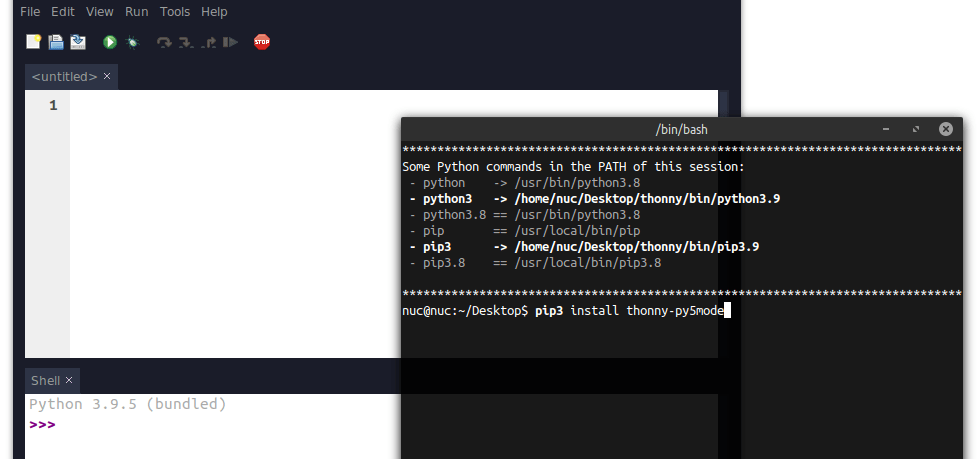 File Edit View Run Tools Help
STOP
<untitled> ×
1
/bin/bash
********************************************************************************
Some Python commands in the PATH of this session:
 - python    -> /usr/bin/python3.8
 - python3   -> /home/nuc/Desktop/thonny/bin/python3.9
 - python3.8 == /usr/bin/python3.8
 - pip       == /usr/local/bin/pip
 - pip3      -> /home/nuc/Desktop/thonny/bin/pip3.9
 - pip3.8    == /usr/local/bin/pip3.8
********************************************************************************
nuc@nuc:~/Desktop$ pip3 install thonny-py5mode
Shell ×
Python 3.9.5 (bundled)
>>>